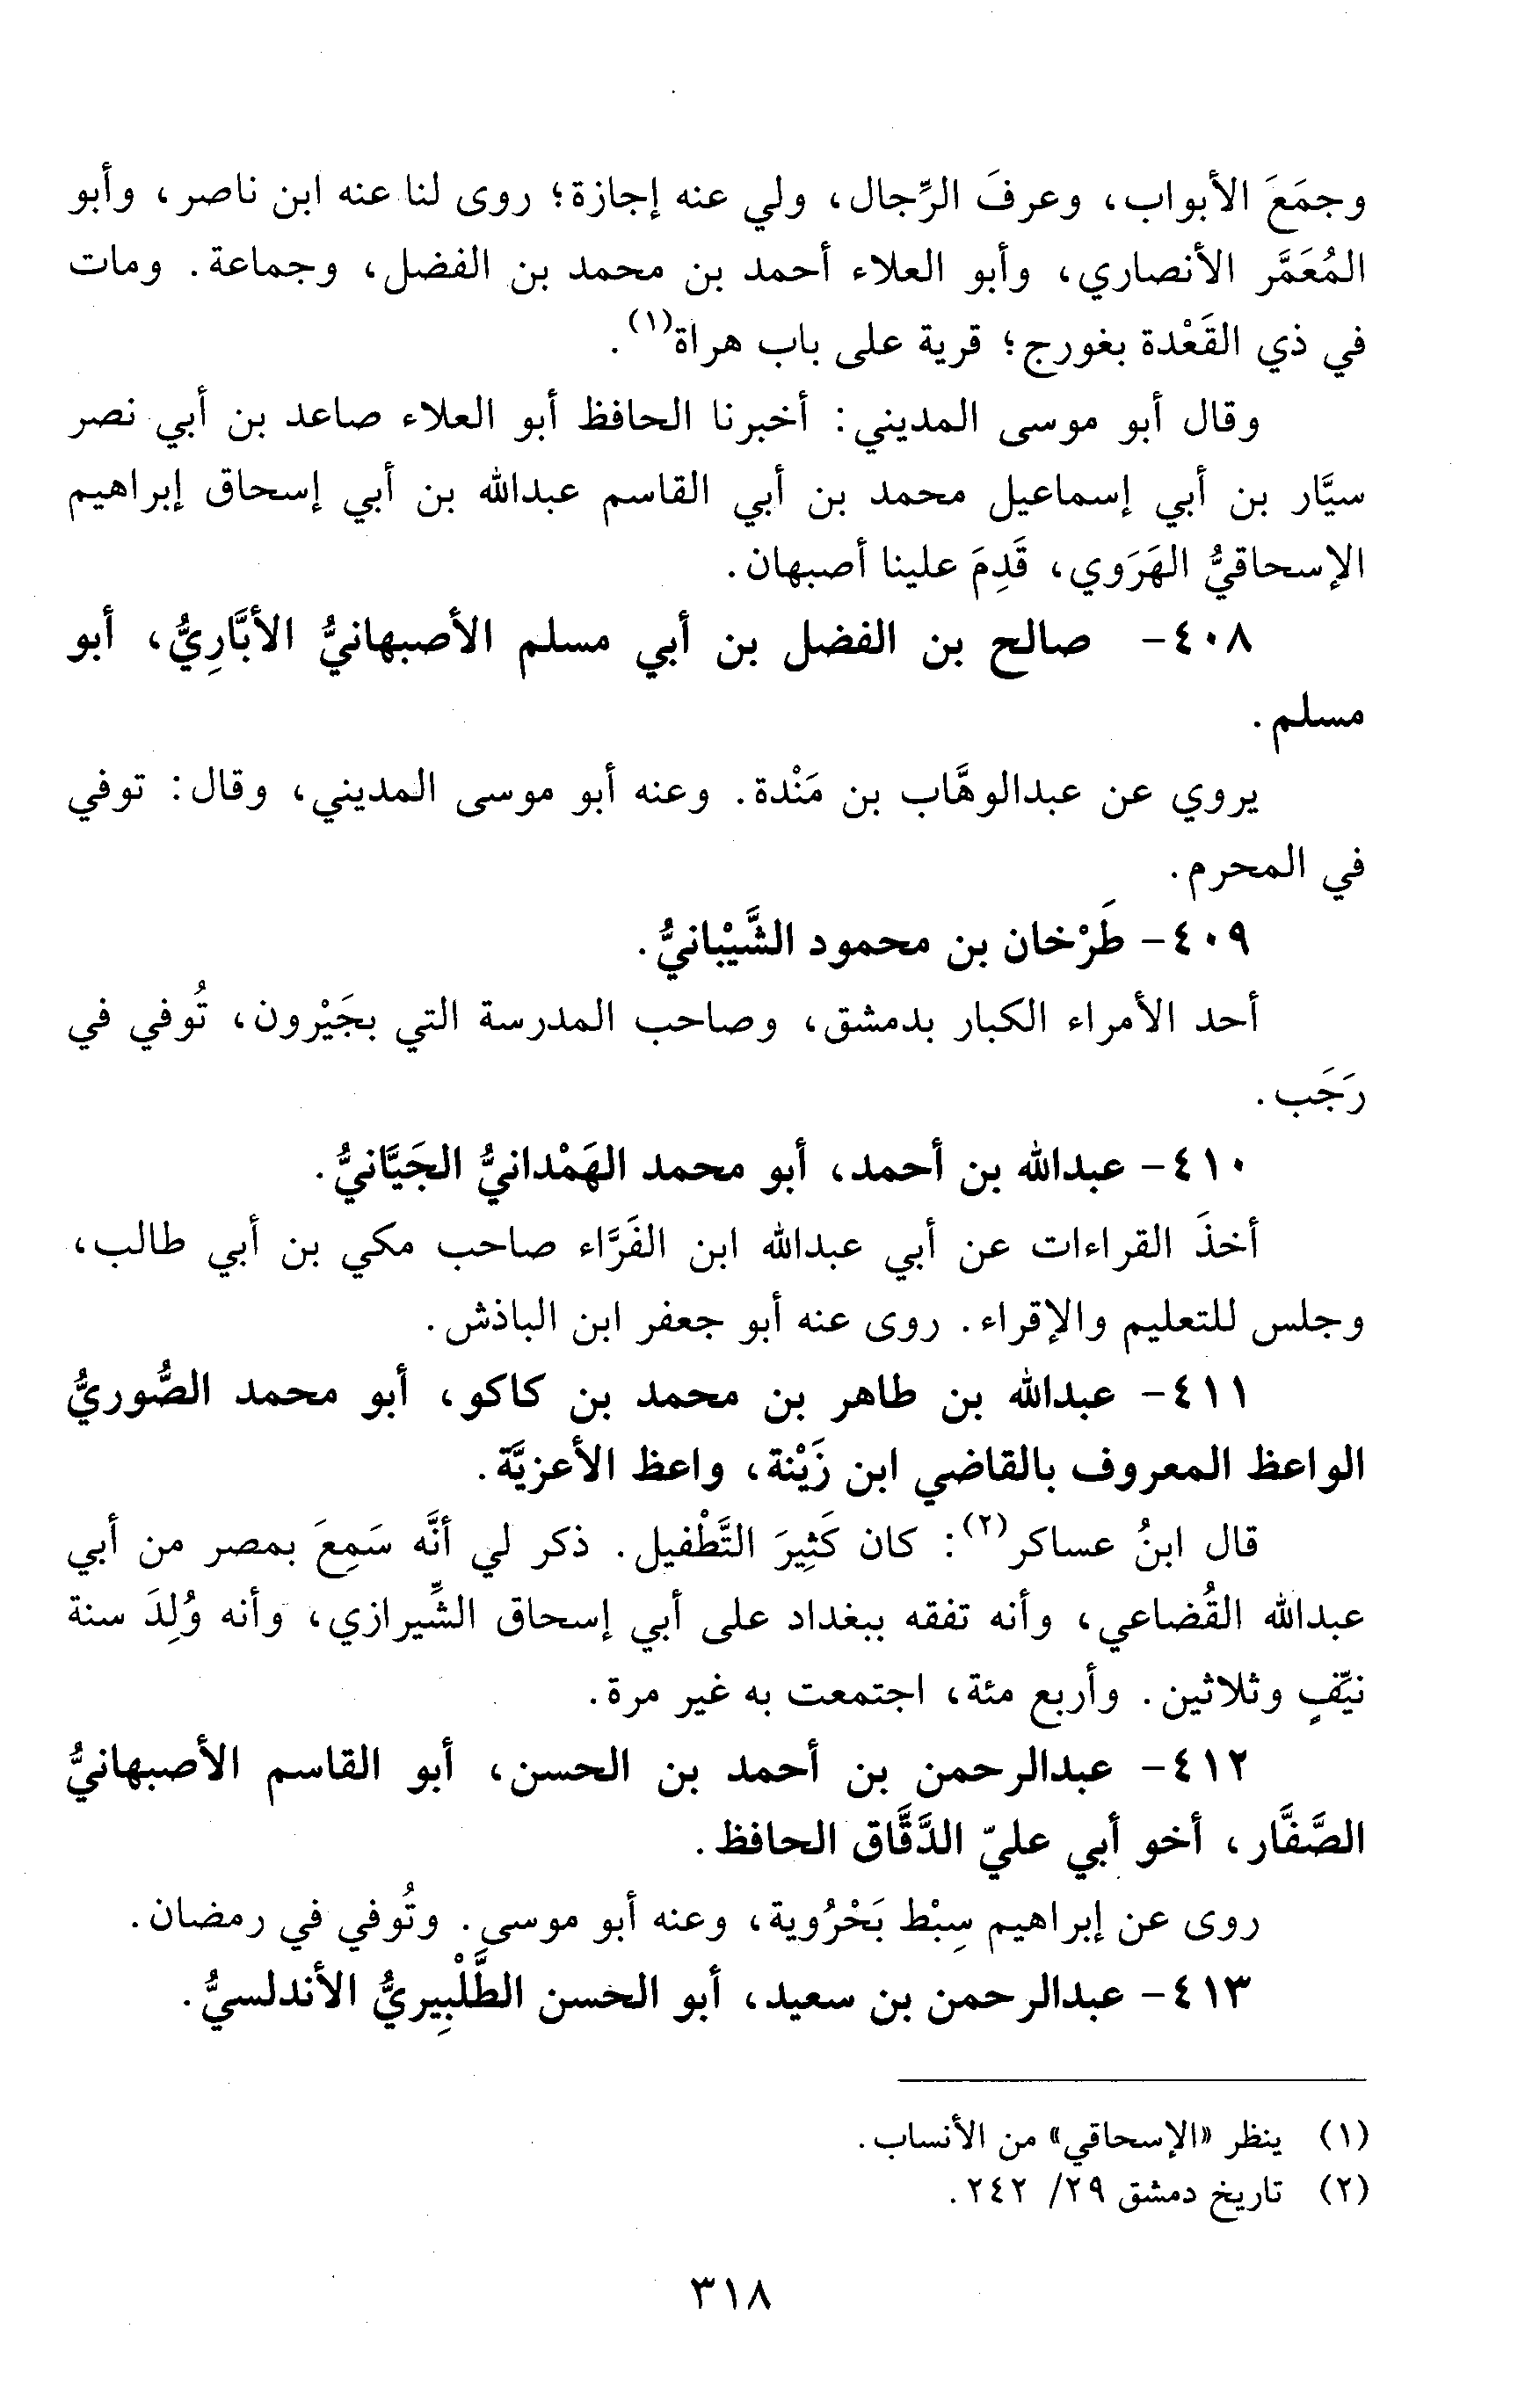 وجمَعَ الأبواب، وعرفَ الرِّجال، ولي عنه إجازة؛ روى لنا عنه ابن ناصر، وأبو
المُعَمَّر الأنصاري، وأبو العلاء أحمد بن محمد بن الفضل، وجماعة. ومات
في ذي القَعْدة بغورج؛ قرية على باب هراة(١).
وقال أبو موسى المديني: أخبرنا الحافظ أبو العلاء صاعد بن أبي نصر
سيَّار بن أبي إسماعيل محمد بن أبي القاسم عبدالله بن أبي إسحاق إبراهيم
الإسحاقيُّ الهَرَوي، قَدِمَ علينا أصبهان.
٤٠٨- صالح بن الفضل بن أبي مسلم الأصبهانيُّ الأبَّارِيُّ، أبو
مسلم.
يروي عن عبدالوهَّاب بن مَنْدة. وعنه أبو موسى المديني، وقال: توفي
في المحرم.
٤٠٩- طَرْخان بن محمود الشَّيْبانيُّ.
أحد الأمراء الكبار بدمشق، وصاحب المدرسة التي بجَيْرون، تُوفي في
رَجَب.
٤١٠- عبدالله بن أحمد، أبو محمد الهَمْدانيُّ الجَيَّانيُّ.
أخذَ القراءات عن أبي عبدالله ابن الفَرَّاء صاحب مكي بن أبي طالب،
وجلس للتعليم والإقراء. روى عنه أبو جعفر ابن الباذش.
٤١١- عبدالله بن طاهر بن محمد بن كاكو، أبو محمد الصُّوريُّ
الواعظ المعروف بالقاضي ابن زَيْنة، واعظ الأعزيَّة.
قال ابنُ عساكر(٢): كان كَثِيرَ التَّطْفيل. ذكر لي أنَّه سَمِعَ بمصر من أبي
عبدالله القُضاعي، وأنه تفقه ببغداد على أبي إسحاق الشِّيرازي، وأنه وُلِدَ سنة
نيّفٍ وثلاثين. وأربع مئة، اجتمعت به غير مرة.
٤١٢- عبدالرحمن بن أحمد بن الحسن، أبو القاسم الأصبهانيُّ
الصَّفَّار، أخو أبي عليّ الدَّقَّاق الحافظ.
روى عن إبراهيم سِبْط بَحْرُوية، وعنه أبو موسى. وتُوفي في رمضان.
٤١٣- عبدالرحمن بن سعيد، أبو الحسن الطَّلْبِيريُّ الأندلسيُّ.
(١) ينظر «الإسحاقي» من الأنساب.
(٢) تاريخ دمشق ٢٩/ ٢٤٢.
٣١٨